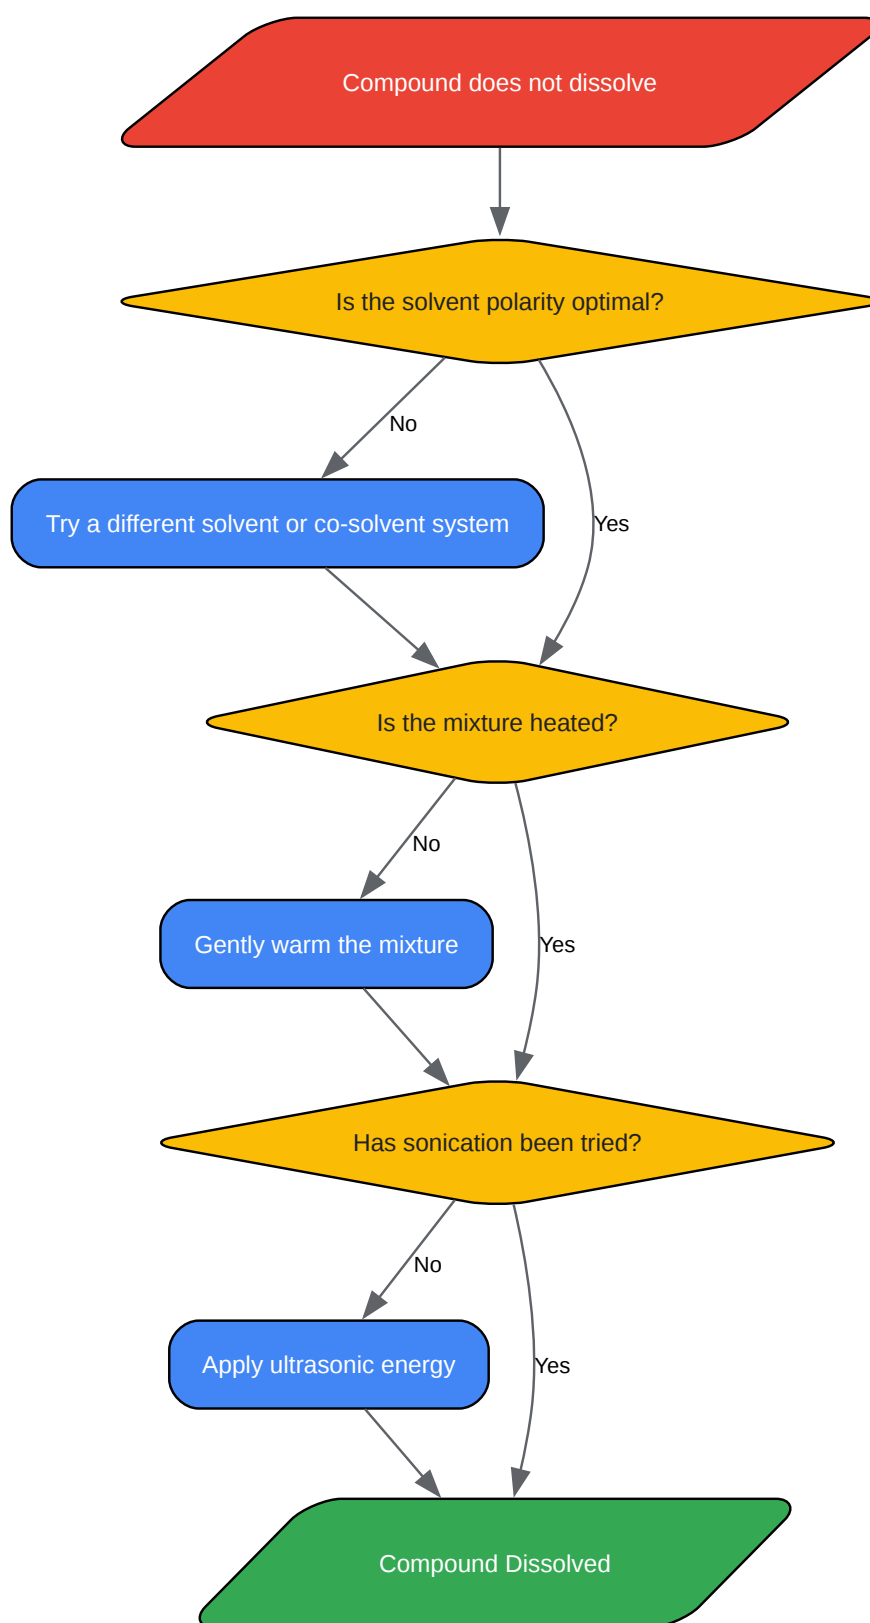 Compound does not dissolve
Is the solvent polarity optimal?
No
Try a different solvent or co-solvent system
Yes
Is the mixture heated?
No
Gently warm the mixture
Yes
Has sonication been tried?
No
Apply ultrasonic energy
Yes
Compound Dissolved